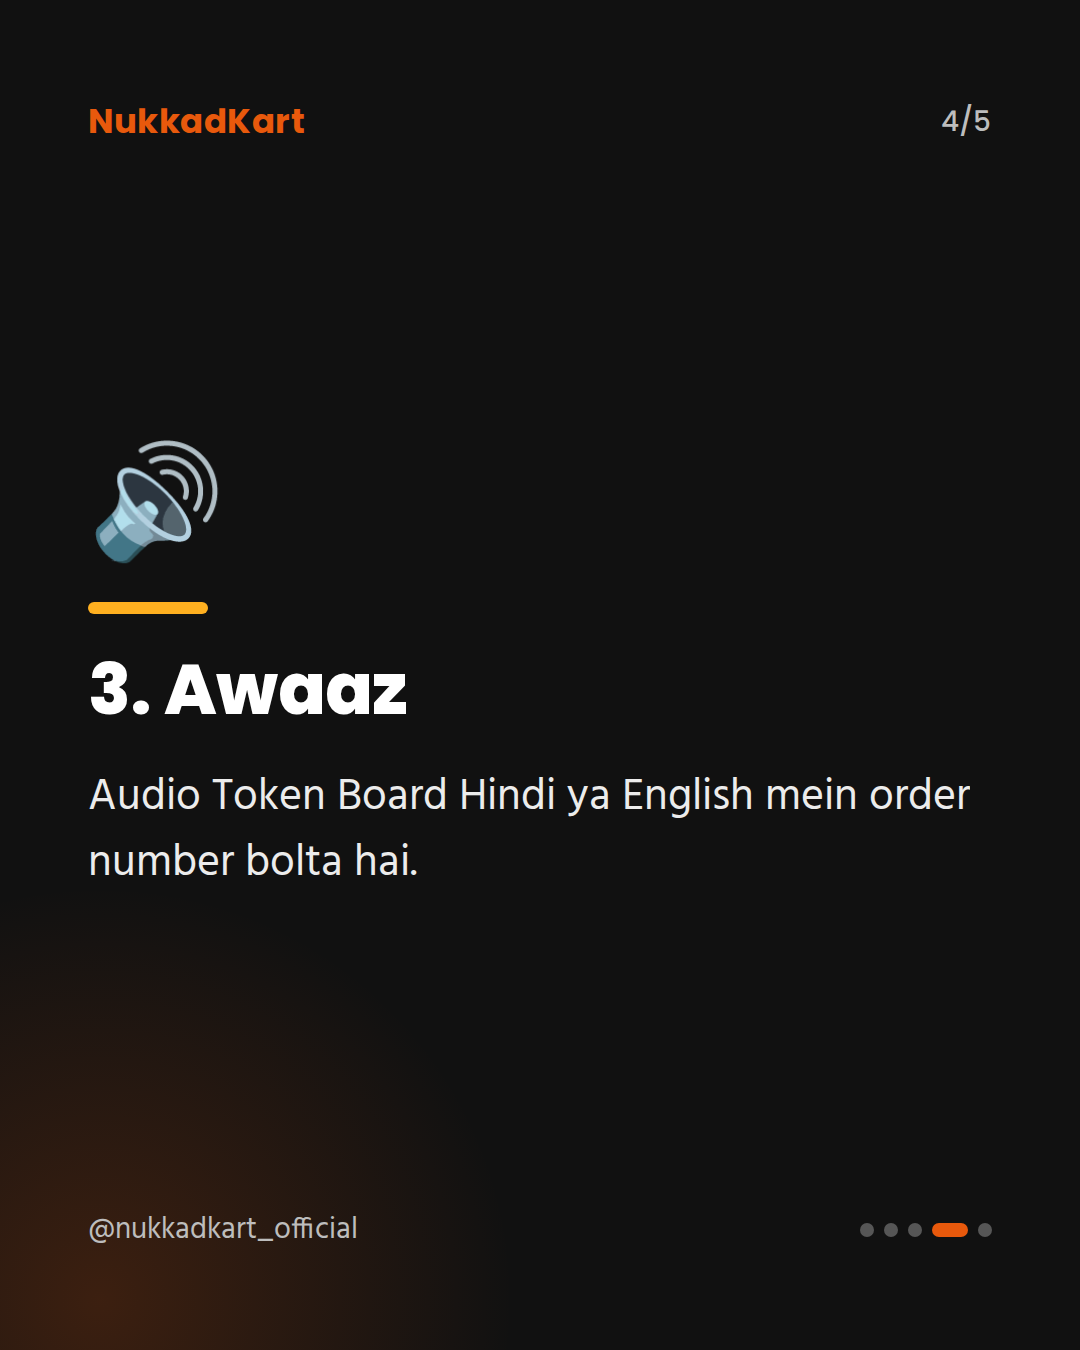 NukkadKart
4/5
3. Awaaz
Audio Token Board Hindi ya English mein order
number bolta hai.
@nukkadkart_official